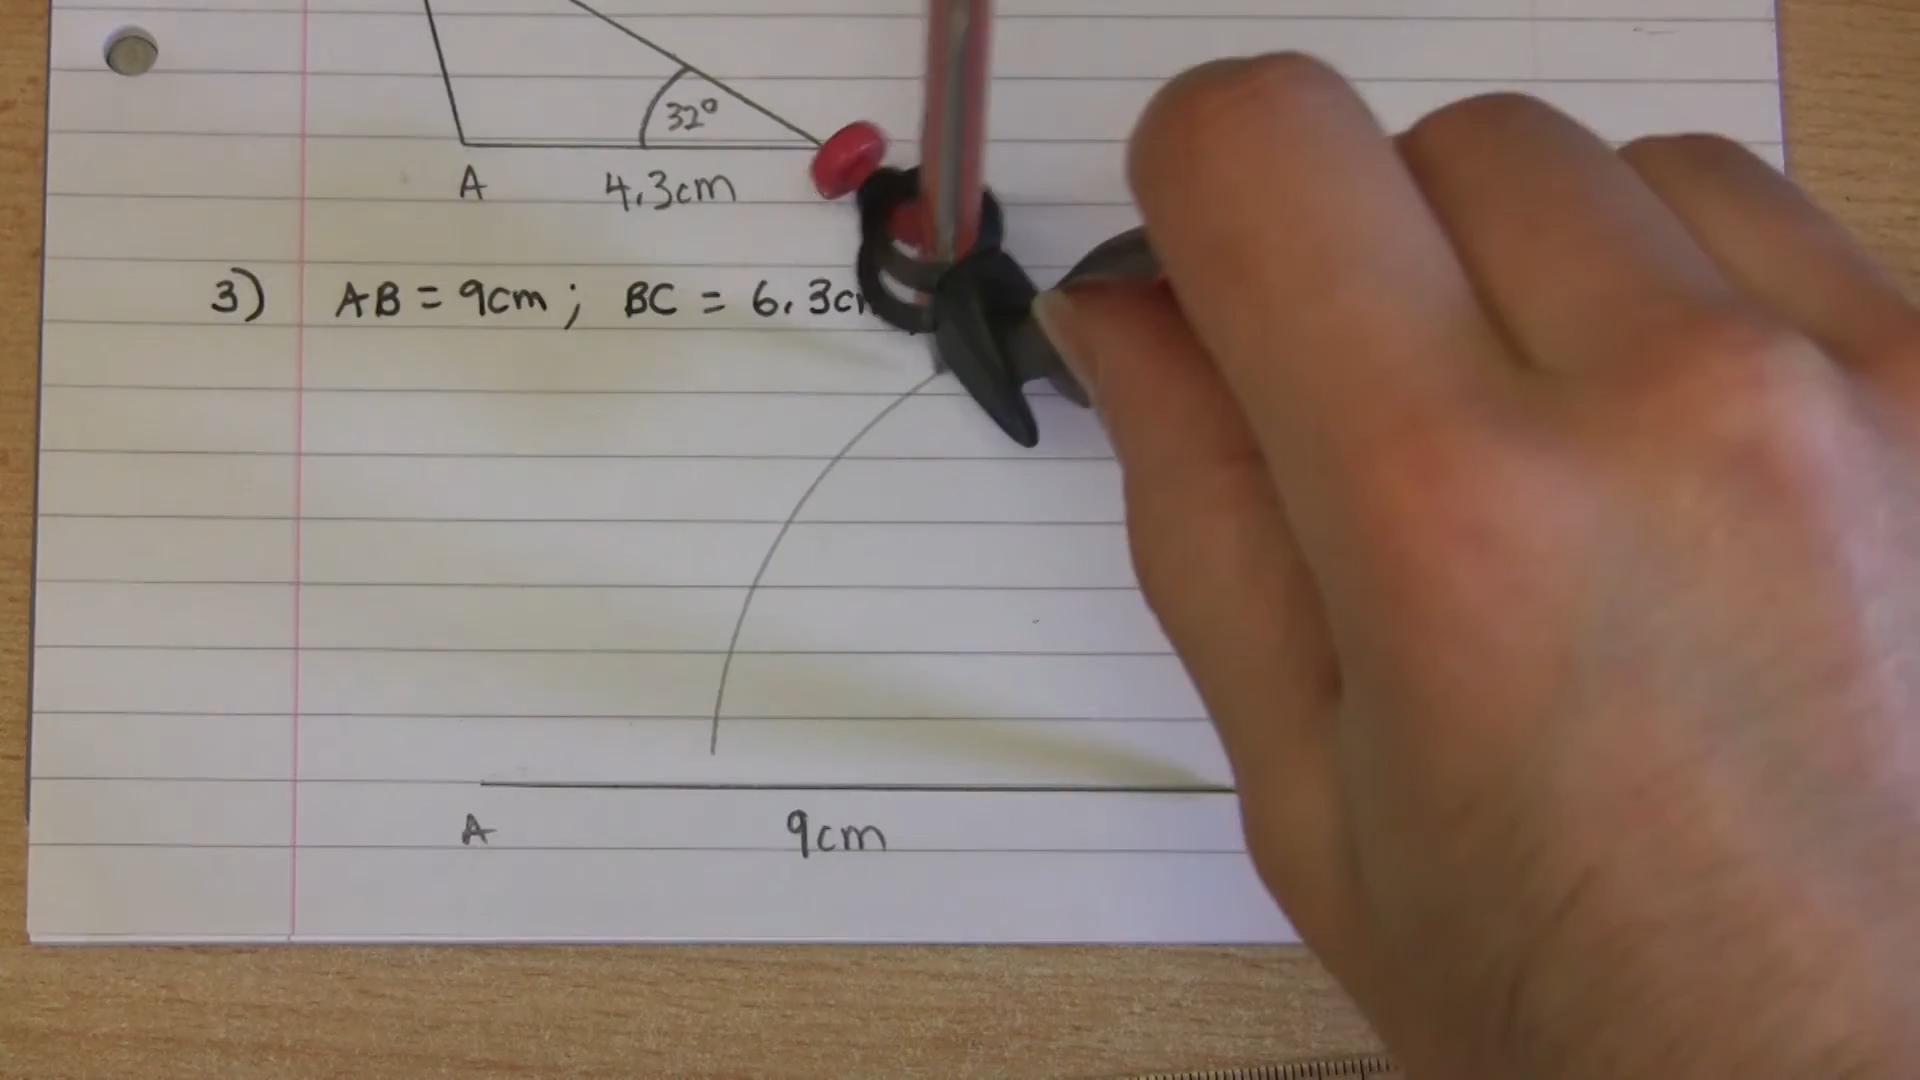 32°
A 4.3cm
3) AB = 9cm ; BC = 6.3c
A 9cm